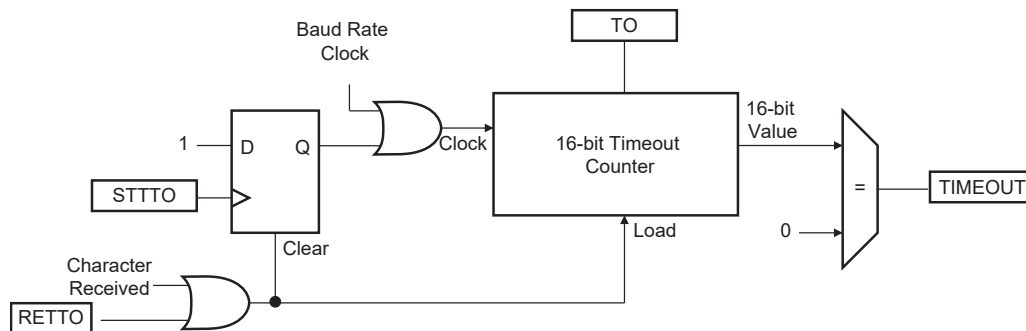 Baud Rate
Clock
TO
1
D
Q
Clock
16-bit Timeout
Counter
16-bit
Value
STTTO
=
TIMEOUT
Clear
Load
0
Character
Received
RETTO